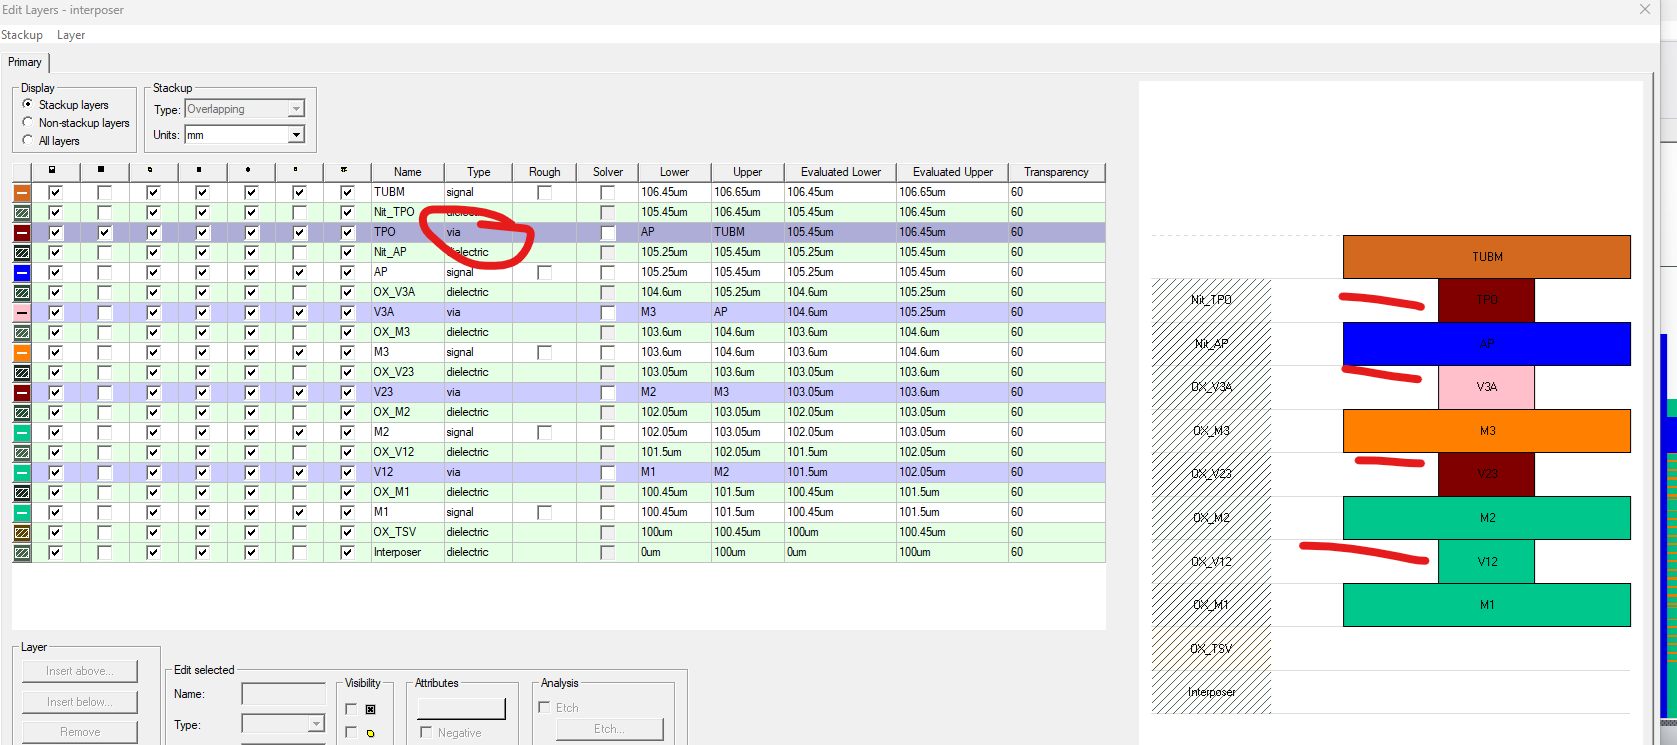 Edit Layers - interposer
Stackup Layer
Primary
Display
Stackup layers
Non-stackup layers
All layers
Stackup
Type: Overlapping
Units: mm
Name Type Rough Solver Lower Upper Evaluated Lower Evaluated Upper Transparency
TUBM signal 106.45um 106.65um 106.45um 106.65um 60
Nit_TPO dielectric 105.45um 106.45um 105.45um 106.45um 60
TPO via AP TUBM 105.45um 106.45um 60
Nit_AP dielectric 105.25um 105.45um 105.25um 105.45um 60
AP signal 105.25um 105.45um 105.25um 105.45um 60
OX_V3A dielectric 104.6um 105.25um 104.6um 105.25um 60
V3A via M3 AP 104.6um 105.25um 60
OX_M3 dielectric 103.6um 104.6um 103.6um 104.6um 60
M3 signal 103.6um 104.6um 103.6um 104.6um 60
OX_V23 dielectric 103.05um 103.6um 103.05um 103.6um 60
V23 via M2 M3 103.05um 103.6um 60
OX_M2 dielectric 102.05um 103.05um 102.05um 103.05um 60
M2 signal 102.05um 103.05um 102.05um 103.05um 60
OX_V12 dielectric 101.5um 102.05um 101.5um 102.05um 60
V12 via M1 M2 101.5um 102.05um 60
OX_M1 dielectric 100.45um 101.5um 100.45um 101.5um 60
M1 signal 100.45um 101.5um 100.45um 101.5um 60
OX_TSV dielectric 100um 100.45um 100um 100.45um 60
Interposer dielectric 0um 100um 0um 100um 60
Layer
Insert above...
Insert below...
Remove
Edit selected
Name:
Type:
Visibility
Attributes
Negative
Analysis
Etch
Etch...
TUBM
Nit_TPO TPO
Nit_AP AP
OX_V3A V3A
OX_M3 M3
OX_V23 V23
OX_M2 M2
OX_V12 V12
OX_M1 M1
OX_TSV
Interposer